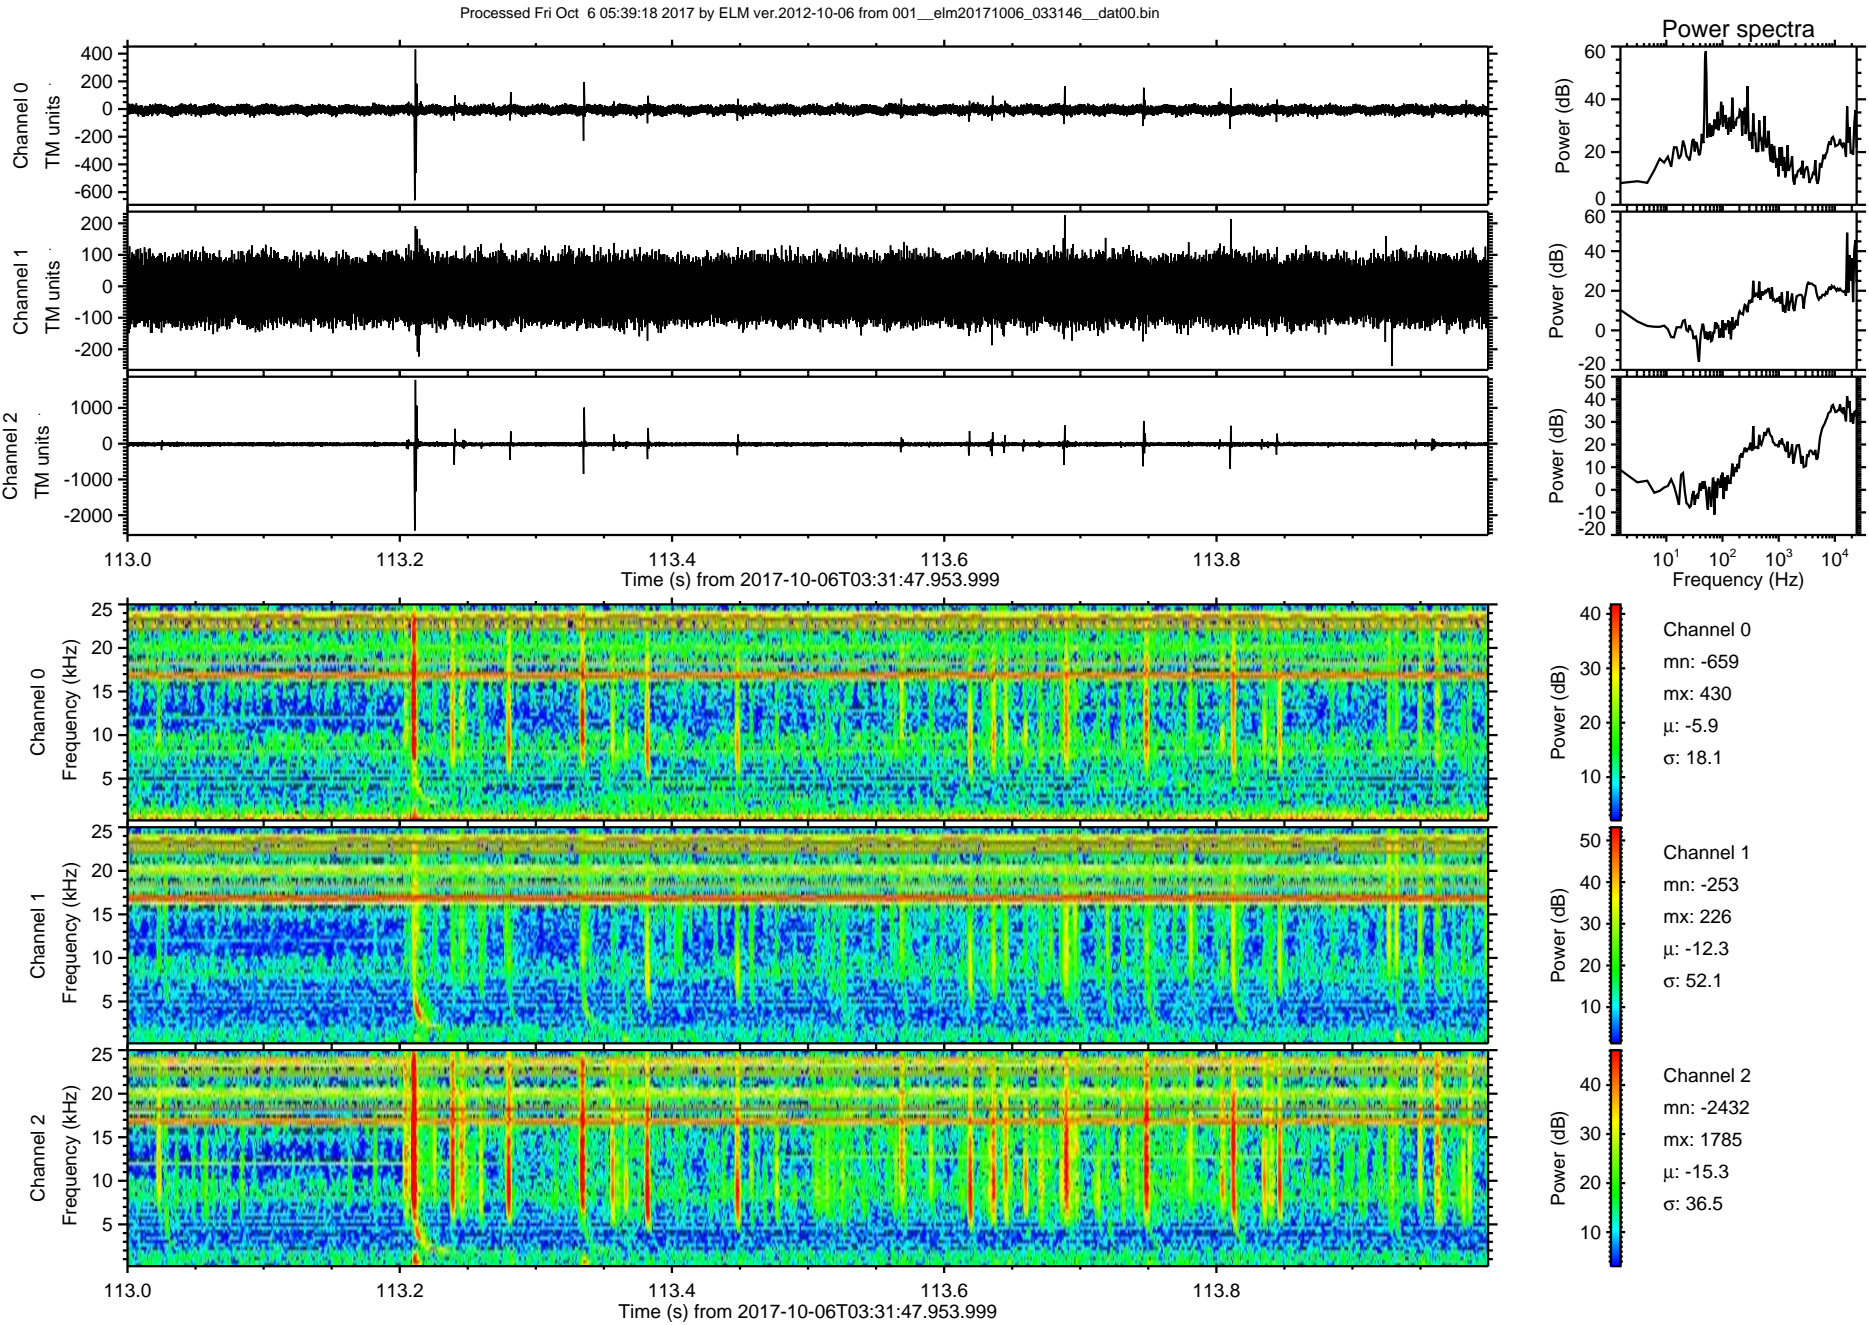 Processed Fri Oct  6 05:39:18 2017 by ELM ver.2012-10-06 from 001__elm20171006_033146__dat00.bin
Power spectra
Channel 0
TM units
400
200
0
-200
-400
-600
Power (dB)
60
40
20
0
Channel 1
TM units
200
100
0
-100
-200
Power (dB)
60
40
20
0
-20
Channel 2
TM units
1000
0
-1000
-2000
Power (dB)
50
40
30
20
10
0
-10
-20
113.0 113.2 113.4 113.6 113.8
Time (s) from 2017-10-06T03:31:47.953.999
10^1 10^2 10^3 10^4
Frequency (Hz)
Channel 0
Frequency (kHz)
25
20
15
10
5
Power (dB)
40
30
20
10
Channel 0
mn: -659
mx: 430
μ: -5.9
σ: 18.1
Channel 1
Frequency (kHz)
25
20
15
10
5
Power (dB)
50
40
30
20
10
Channel 1
mn: -253
mx: 226
μ: -12.3
σ: 52.1
Channel 2
Frequency (kHz)
25
20
15
10
5
Power (dB)
40
30
20
10
Channel 2
mn: -2432
mx: 1785
μ: -15.3
σ: 36.5
113.0 113.2 113.4 113.6 113.8
Time (s) from 2017-10-06T03:31:47.953.999